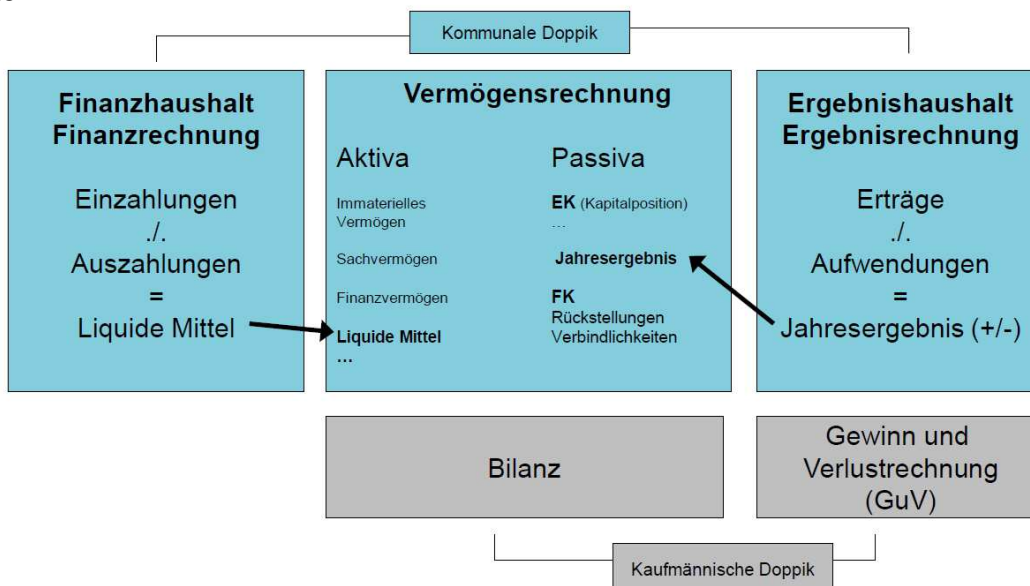 Kommunale Doppik
Finanzhaushalt
Finanzrechnung
Einzahlungen
./.
Auszahlungen
=
Liquide Mittel
Vermögensrechnung
Aktiva
Immaterielles
Vermögen
Sachvermögen
Finanzvermögen
Liquide Mittel
...
Passiva
EK (Kapitalposition)
...
Jahresergebnis
FK
Rückstellungen
Verbindlichkeiten
Ergebnishaushalt
Ergebnisrechnung
Erträge
./.
Aufwendungen
=
Jahresergebnis (+/-)
Bilanz
Gewinn und
Verlustrechnung
(GuV)
Kaufmännische Doppik